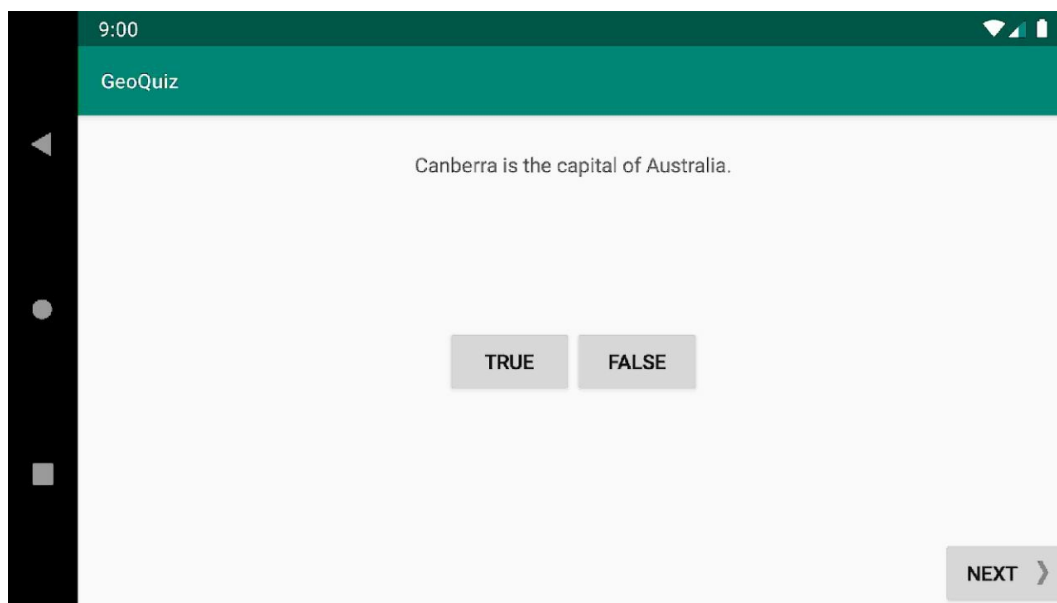 9:00
GeoQuiz
Canberra is the capital of Australia.
TRUE FALSE
NEXT